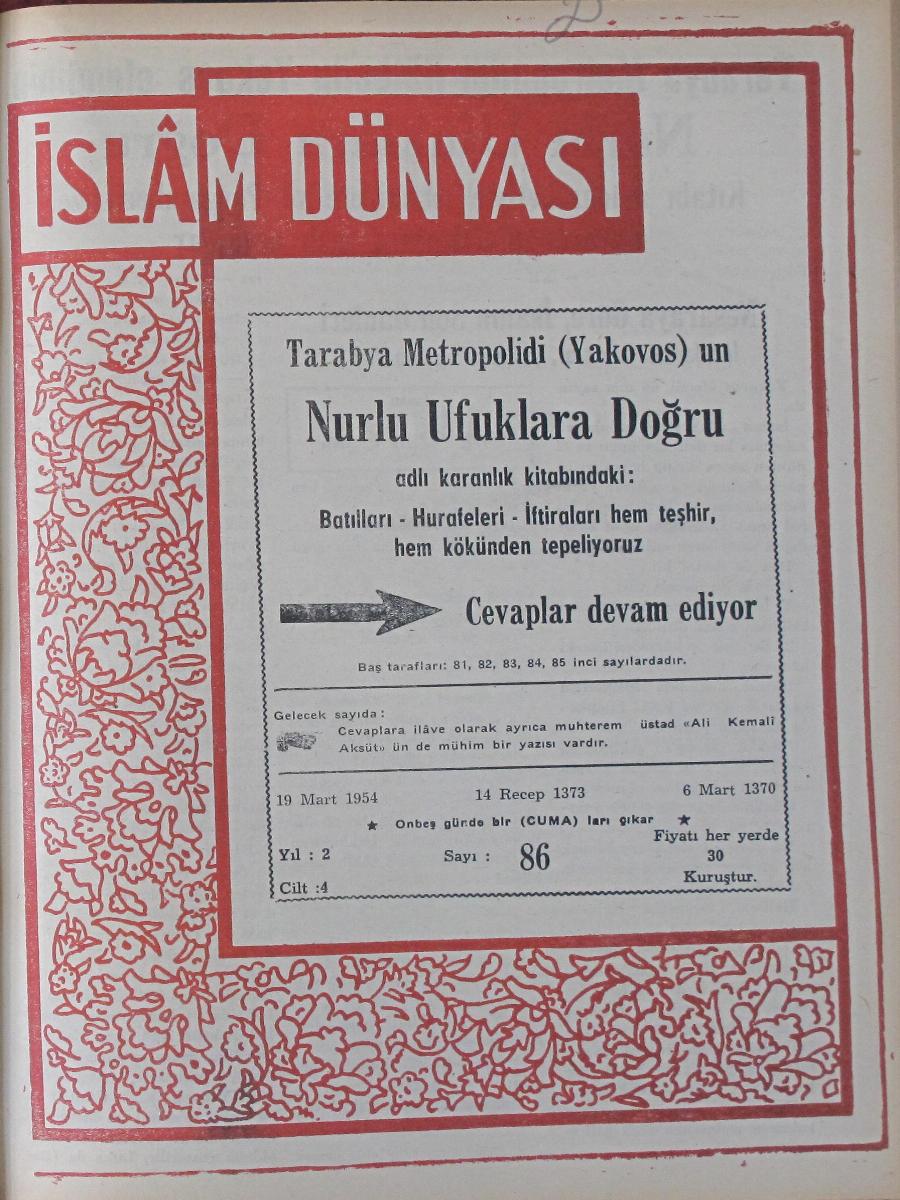 İSLÂM DÜNYASI
Tarabya Metropolidi (Yakovos) un
Nurlu Ufuklara Doğru
adlı karanlık kitabındaki:
Batılları - Hurafeleri - İftiraları hem teşhir,
hem kökünden tepeliyoruz
Cevaplar devam ediyor
Baş tarafları: 81, 82, 83, 84, 85 inci sayılardadır.
Gelecek sayıda:
Cevaplara ilâve olarak ayrıca muhterem üstad «Ali Kemalî
Aksüt» ün de mühim bir yazısı vardır.
19 Mart 1954 14 Recep 1373 6 Mart 1370
★ Onbeş günde bir (CUMA) ları çıkar ★
Yıl : 2 Sayı : 86 Fiyatı her yerde
30
Cilt :4 Kuruştur.